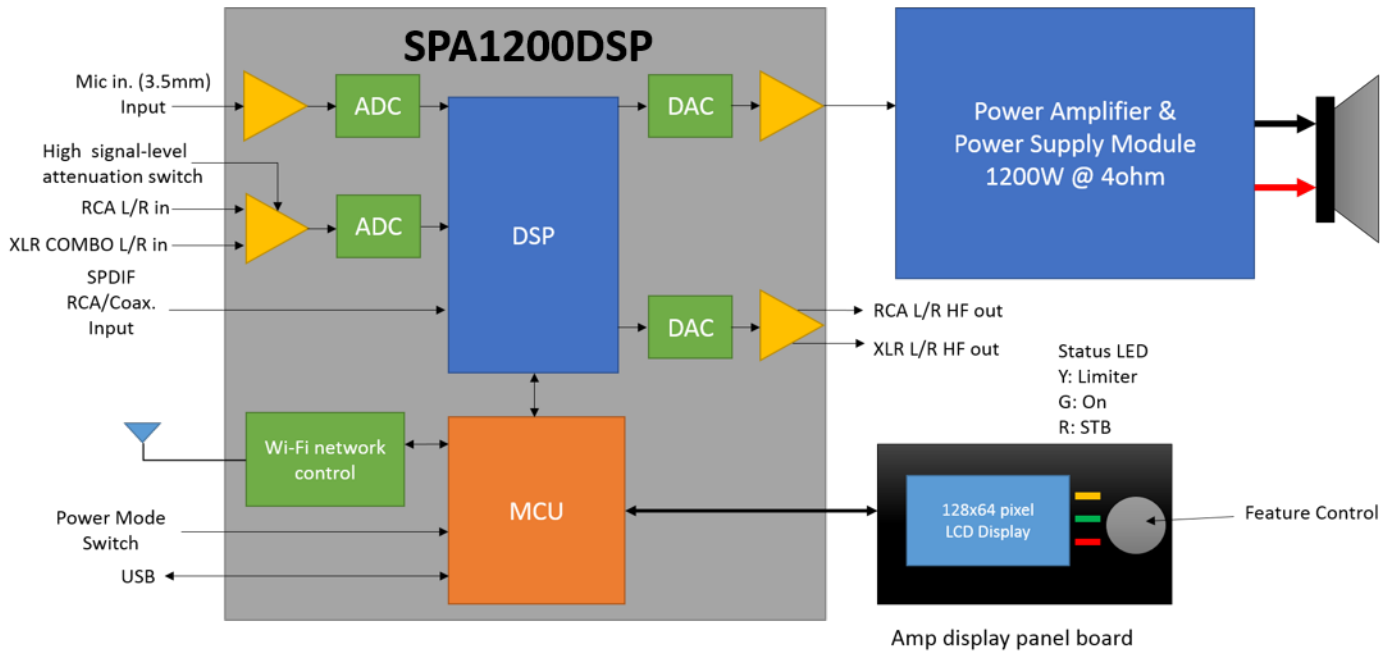 SPA1200DSP
Mic in. (3.5mm)
Input
ADC
DAC
Power Amplifier &
Power Supply Module
1200W @ 4ohm
High signal-level
attenuation switch
RCA L/R in
XLR COMBO L/R in
ADC
DSP
SPDIF
RCA/Coax.
Input
DAC
RCA L/R HF out
XLR L/R HF out
Status LED
Y: Limiter
G: On
R: STB
Wi-Fi network
control
MCU
Power Mode
Switch
USB
128x64 pixel
LCD Display
Feature Control
Amp display panel board